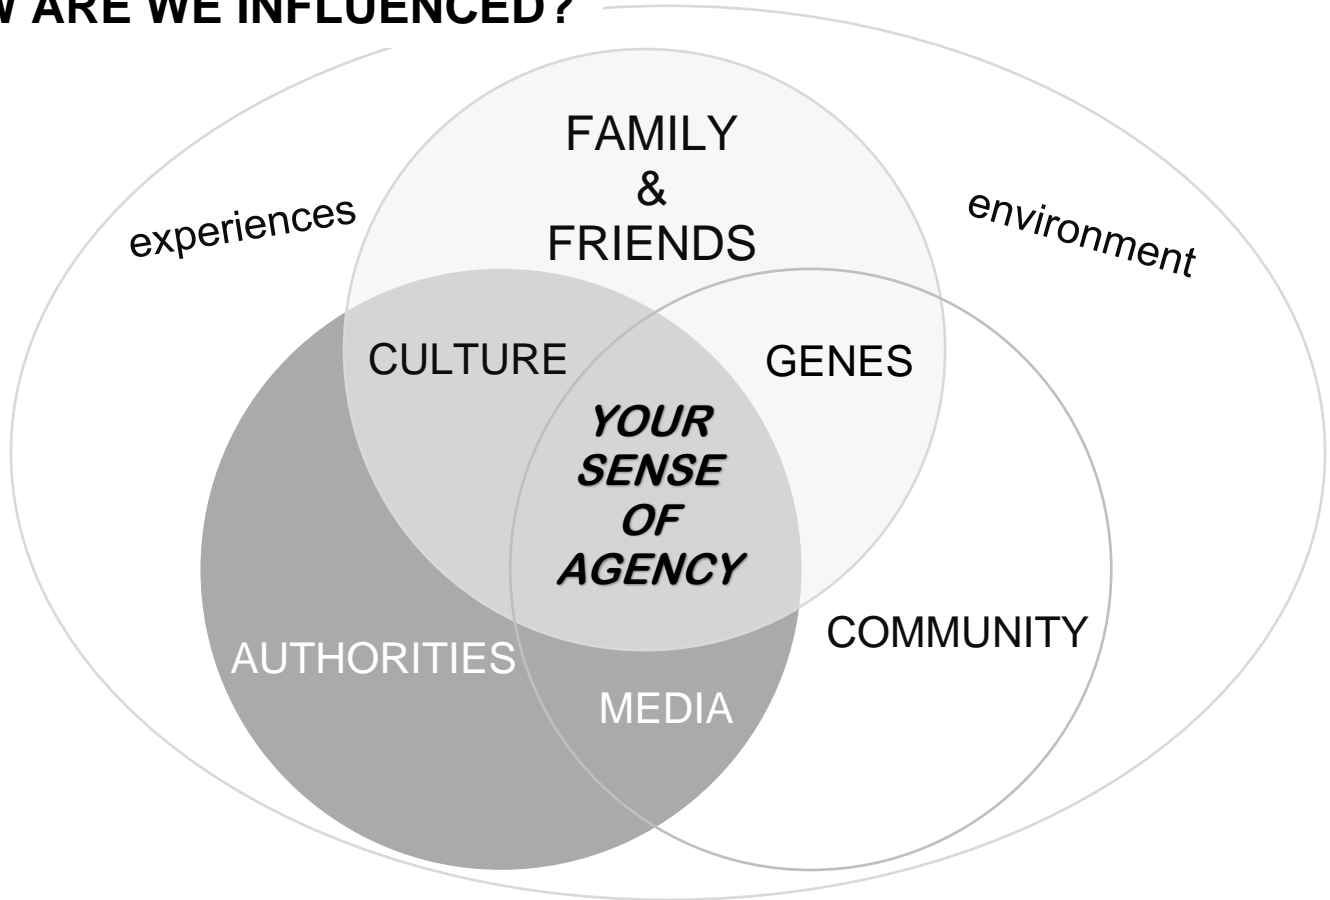 ARE WE INFLUENCED?
FAMILY
&
FRIENDS
experiences
environment
CULTURE
GENES
YOUR
SENSE
OF
AGENCY
COMMUNITY
AUTHORITIES
MEDIA